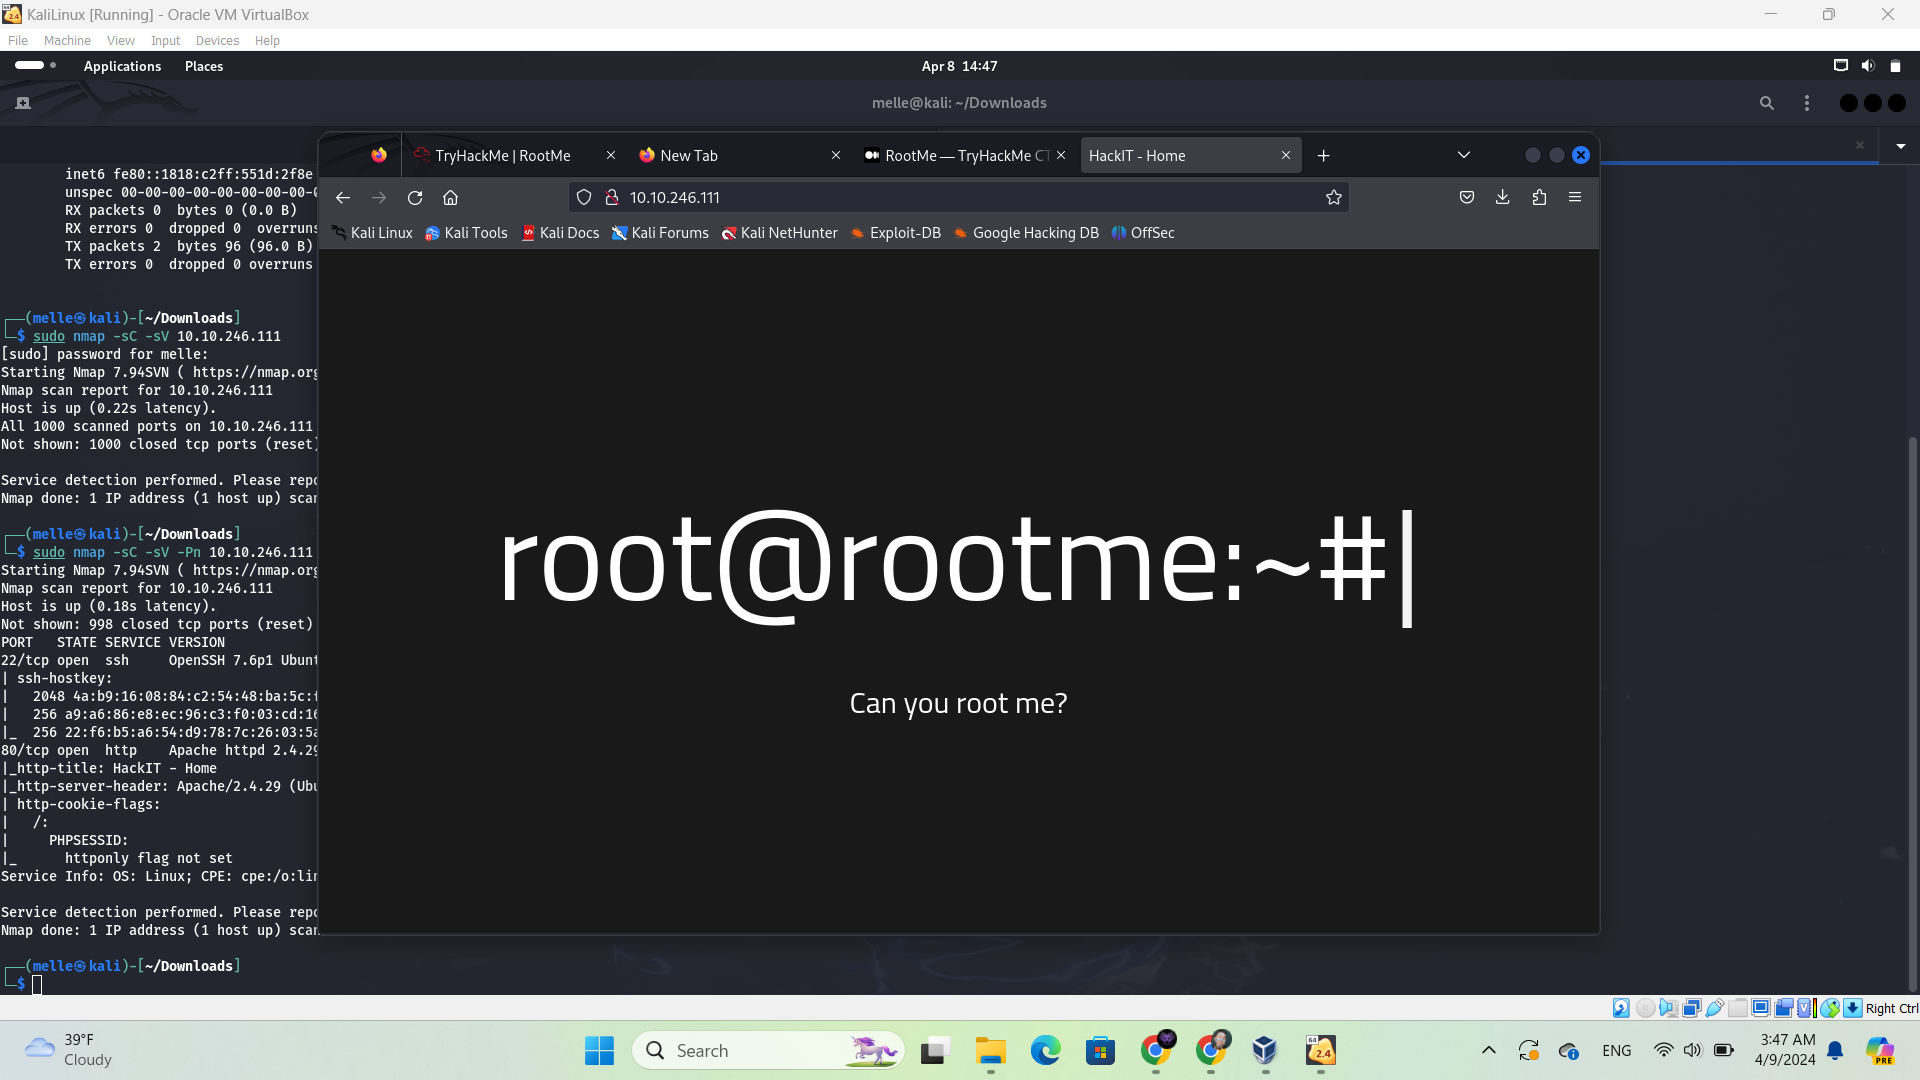 KaliLinux [Running] - Oracle VM VirtualBox
File Machine View Input Devices Help
Applications Places
Apr 8 14:47
melle@kali: ~/Downloads
TryHackMe | RootMe
New Tab
RootMe — TryHackMe CT
HackIT - Home
10.10.246.111
Kali Linux
Kali Tools
Kali Docs
Kali Forums
Kali NetHunter
Exploit-DB
Google Hacking DB
OffSec
root@rootme:~#|
Can you root me?
inet6 fe80::1818:c2ff:551d:2f8e
unspec 00-00-00-00-00-00-00-0
RX packets 0 bytes 0 (0.0 B)
RX errors 0 dropped 0 overrun
TX packets 2 bytes 96 (96.0 B)
TX errors 0 dropped 0 overruns
┌──(melle㉿kali)-[~/Downloads]
└─$ sudo nmap -sC -sV 10.10.246.111
[sudo] password for melle:
Starting Nmap 7.94SVN ( https://nmap.org
Nmap scan report for 10.10.246.111
Host is up (0.22s latency).
All 1000 scanned ports on 10.10.246.111
Not shown: 1000 closed tcp ports (reset)
Service detection performed. Please repo
Nmap done: 1 IP address (1 host up) scan
┌──(melle㉿kali)-[~/Downloads]
└─$ sudo nmap -sC -sV -Pn 10.10.246.111
Starting Nmap 7.94SVN ( https://nmap.org
Nmap scan report for 10.10.246.111
Host is up (0.18s latency).
Not shown: 998 closed tcp ports (reset)
PORT STATE SERVICE VERSION
22/tcp open ssh OpenSSH 7.6p1 Ubunt
| ssh-hostkey:
| 2048 4a:b9:16:08:84:c2:54:48:ba:5c:f
| 256 a9:a6:86:e8:ec:96:c3:f0:03:cd:16
|_ 256 22:f6:b5:a6:54:d9:78:7c:26:03:5a
80/tcp open http Apache httpd 2.4.29
|_http-title: HackIT - Home
|_http-server-header: Apache/2.4.29 (Ubu
| http-cookie-flags:
| /:
| PHPSESSID:
|_ httponly flag not set
Service Info: OS: Linux; CPE: cpe:/o:lin
Service detection performed. Please repo
Nmap done: 1 IP address (1 host up) scan
┌──(melle㉿kali)-[~/Downloads]
└─$
Right Ctrl
39°F
Cloudy
Search
64
2.4
ENG
3:47 AM
4/9/2024
PRE